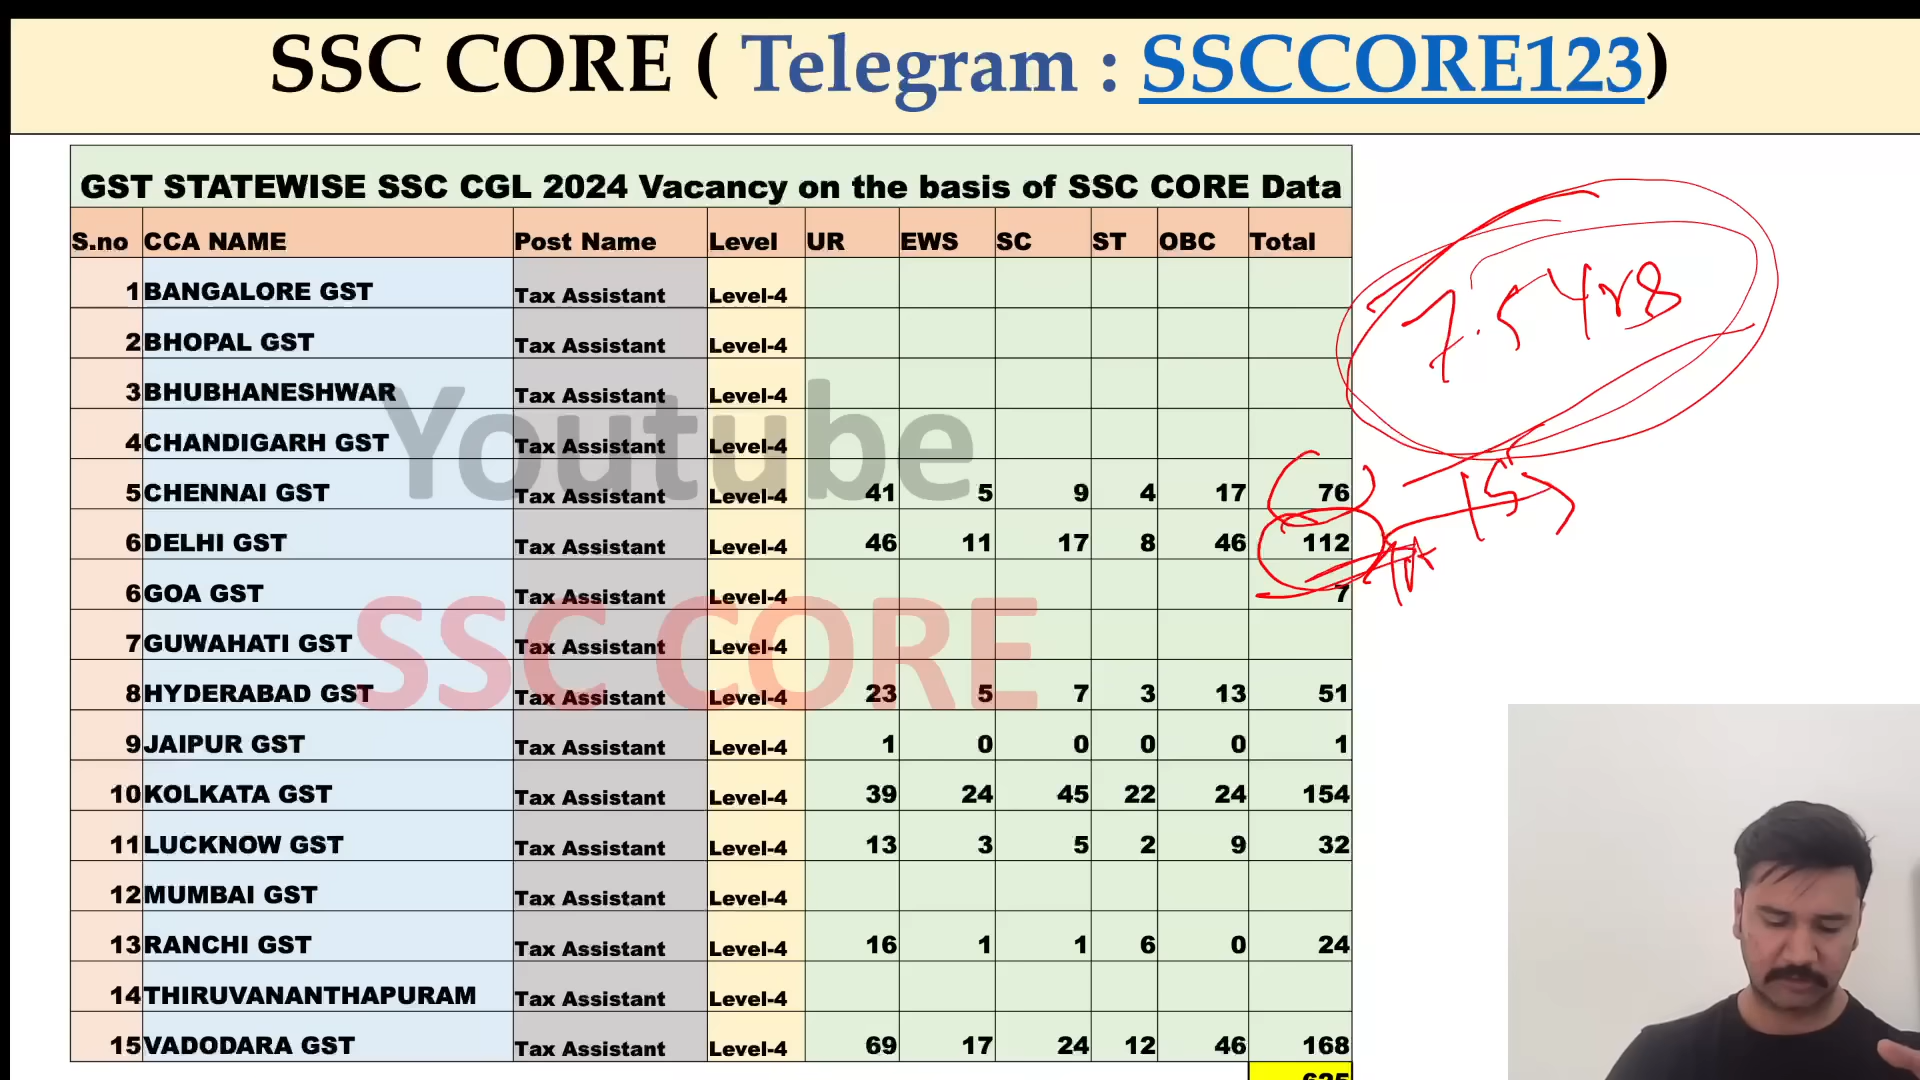 SSC CORE ( Telegram : SSCCORE123)
GST STATEWISE SSC CGL 2024 Vacancy on the basis of SSC CORE Data
S.no CCA NAME Post Name Level UR EWS SC ST OBC Total
1 BANGALORE GST Tax Assistant Level-4
2 BHOPAL GST Tax Assistant Level-4
3 BHUBHANESHWAR Tax Assistant Level-4
4 CHANDIGARH GST Tax Assistant Level-4
5 CHENNAI GST Tax Assistant Level-4 41 5 9 4 17 76
6 DELHI GST Tax Assistant Level-4 46 11 17 8 46 112
6 GOA GST Tax Assistant Level-4 7
7 GUWAHATI GST Tax Assistant Level-4
8 HYDERABAD GST Tax Assistant Level-4 23 5 7 3 13 51
9 JAIPUR GST Tax Assistant Level-4 1 0 0 0 0 1
10 KOLKATA GST Tax Assistant Level-4 39 24 45 22 24 154
11 LUCKNOW GST Tax Assistant Level-4 13 3 5 2 9 32
12 MUMBAI GST Tax Assistant Level-4
13 RANCHI GST Tax Assistant Level-4 16 1 1 6 0 24
14 THIRUVANANTHAPURAM Tax Assistant Level-4
15 VADODARA GST Tax Assistant Level-4 69 17 24 12 46 168
625
Youtube
SSC CORE
7.5 Yrs